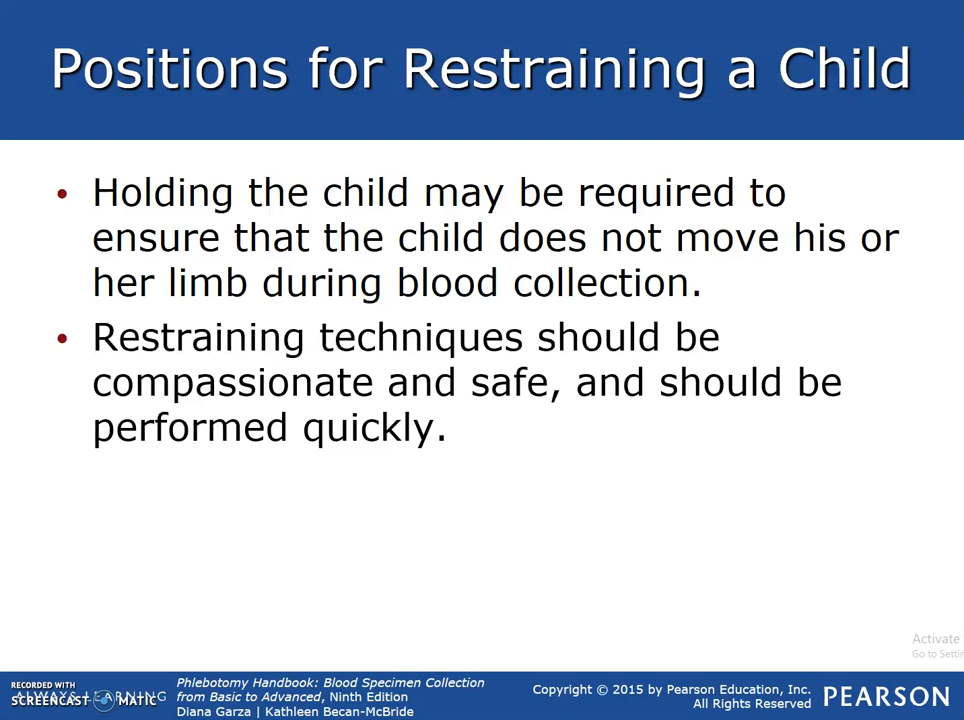 Positions for Restraining a Child
• Holding the child may be required to
ensure that the child does not move his or
her limb during blood collection.
• Restraining techniques should be
compassionate and safe, and should be
performed quickly.
Activate
Go to Settin
RECORDED WITH
SCREENCAST MATIC
ALWAYS LEARNING
Phlebotomy Handbook: Blood Specimen Collection
from Basic to Advanced, Ninth Edition
Diana Garza | Kathleen Becan-McBride
Copyright © 2015 by Pearson Education, Inc.
All Rights Reserved
PEARSON